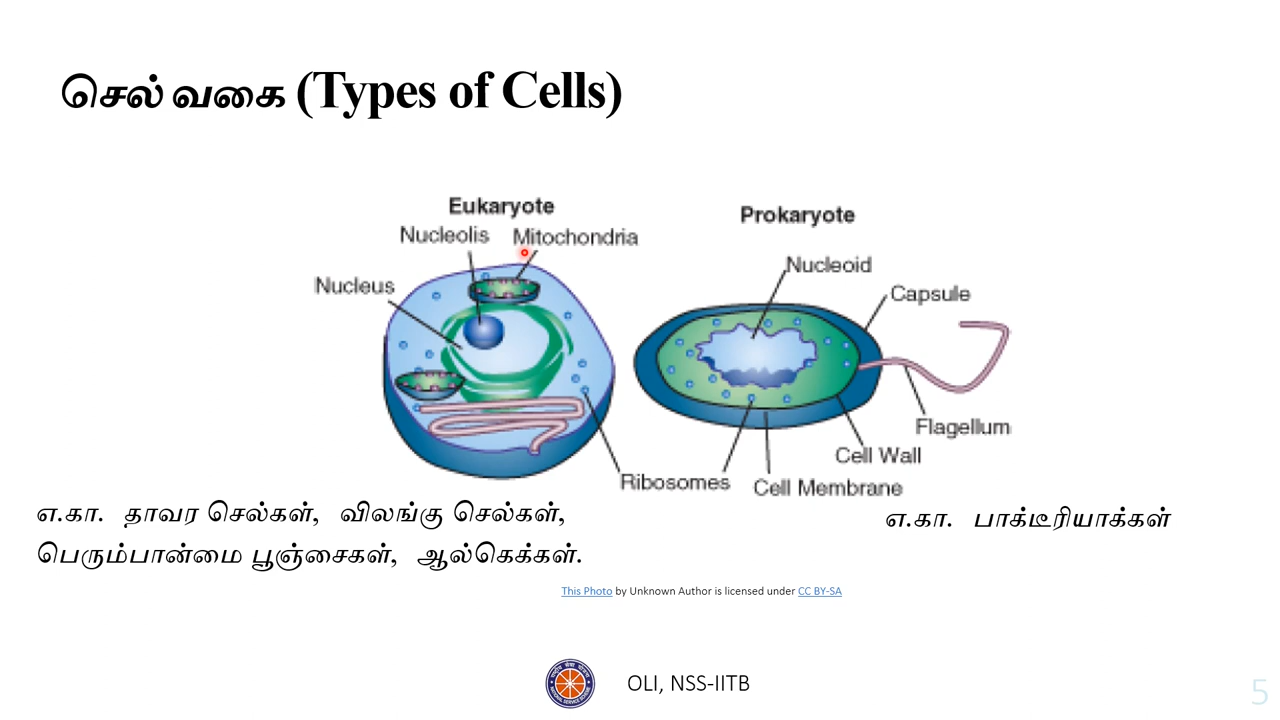 செல் வகை (Types of Cells)
Eukaryote
Prokaryote
Nucleolis
Mitochondria
Nucleoid
Nucleus
Capsule
Flagellum
Cell Wall
Ribosomes
Cell Membrane
எ.கா. தாவர செல்கள், விலங்கு செல்கள்,
பெரும்பான்மை பூஞ்சைகள், ஆல்கெக்கள்.
எ.கா. பாக்டீரியாக்கள்
This Photo by Unknown Author is licensed under CC BY-SA
OLI, NSS-IITB
5